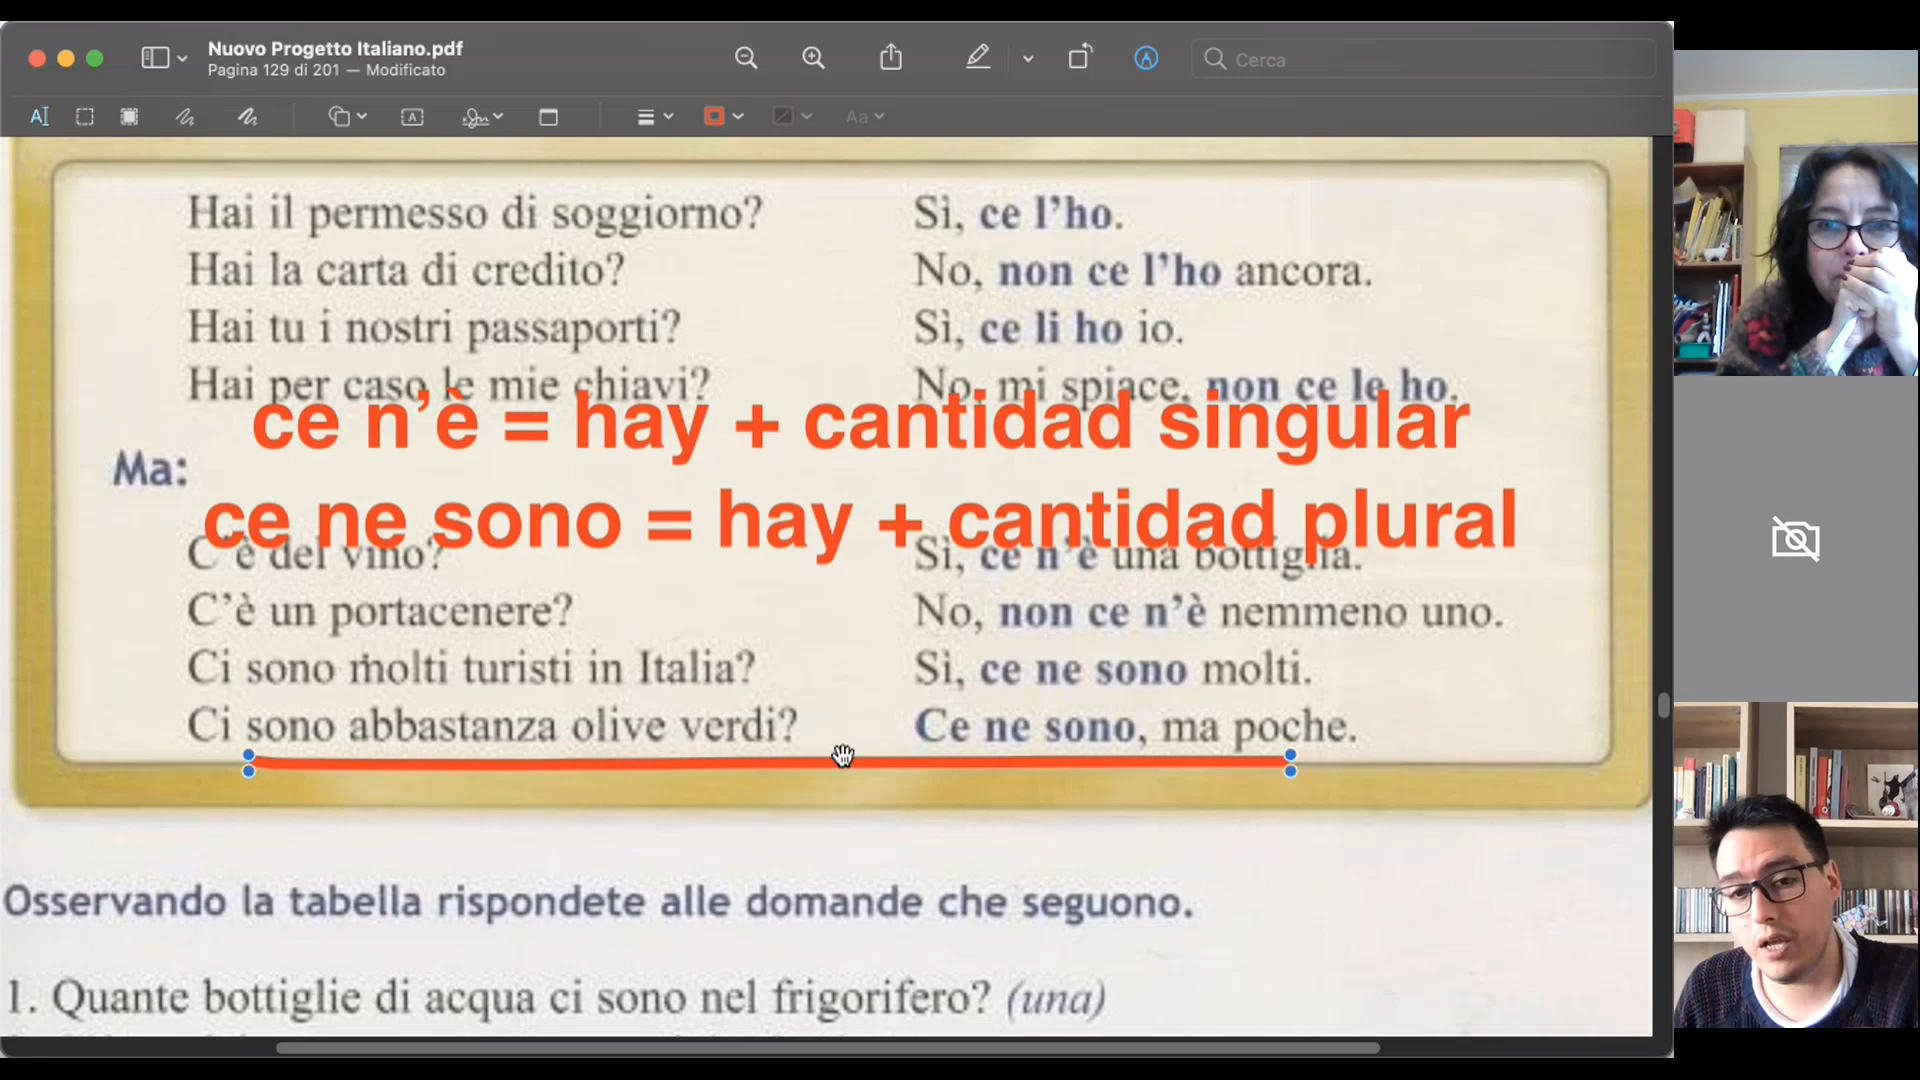 Nuovo Progetto Italiano.pdf
Pagina 129 di 201 — Modificato
Cerca
Hai il permesso di soggiorno? Sì, ce l'ho.
Hai la carta di credito? No, non ce l'ho ancora.
Hai tu i nostri passaporti? Sì, ce li ho io.
Hai per caso le mie chiavi? No, mi spiace, non ce le ho.
ce n'è = hay + cantidad singular
Ma:
ce ne sono = hay + cantidad plural
C'è del vino? Sì, ce n'è una bottiglia.
C'è un portacenere? No, non ce n'è nemmeno uno.
Ci sono molti turisti in Italia? Sì, ce ne sono molti.
Ci sono abbastanza olive verdi? Ce ne sono, ma poche.
Osservando la tabella rispondete alle domande che seguono.
1. Quante bottiglie di acqua ci sono nel frigorifero? (una)